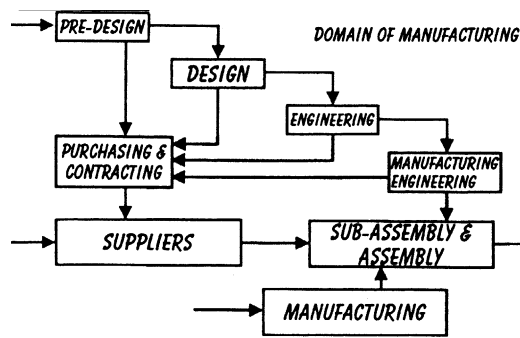 PRE-DESIGN
DOMAIN OF MANUFACTURING
DESIGN
ENGINEERING
PURCHASING &
CONTRACTING
MANUFACTURING
ENGINEERING
SUPPLIERS
SUB-ASSEMBLY &
ASSEMBLY
MANUFACTURING